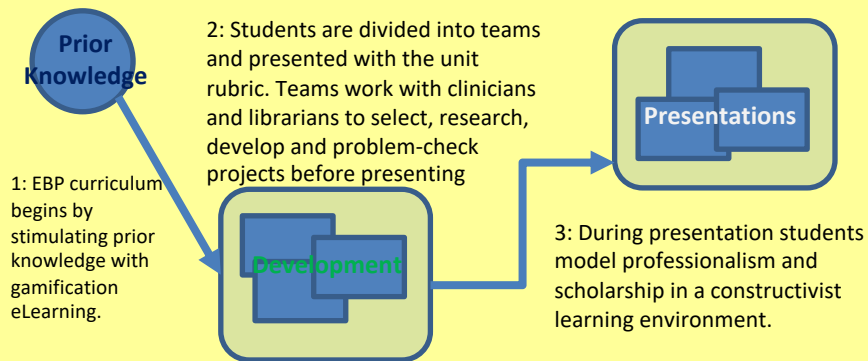 Prior
Knowledge
1: EBP curriculum
begins by
stimulating prior
knowledge with
gamification
eLearning.
2: Students are divided into teams
and presented with the unit
rubric. Teams work with clinicians
and librarians to select, research,
develop and problem-check
projects before presenting
Development
Presentations
3: During presentation students
model professionalism and
scholarship in a constructivist
learning environment.